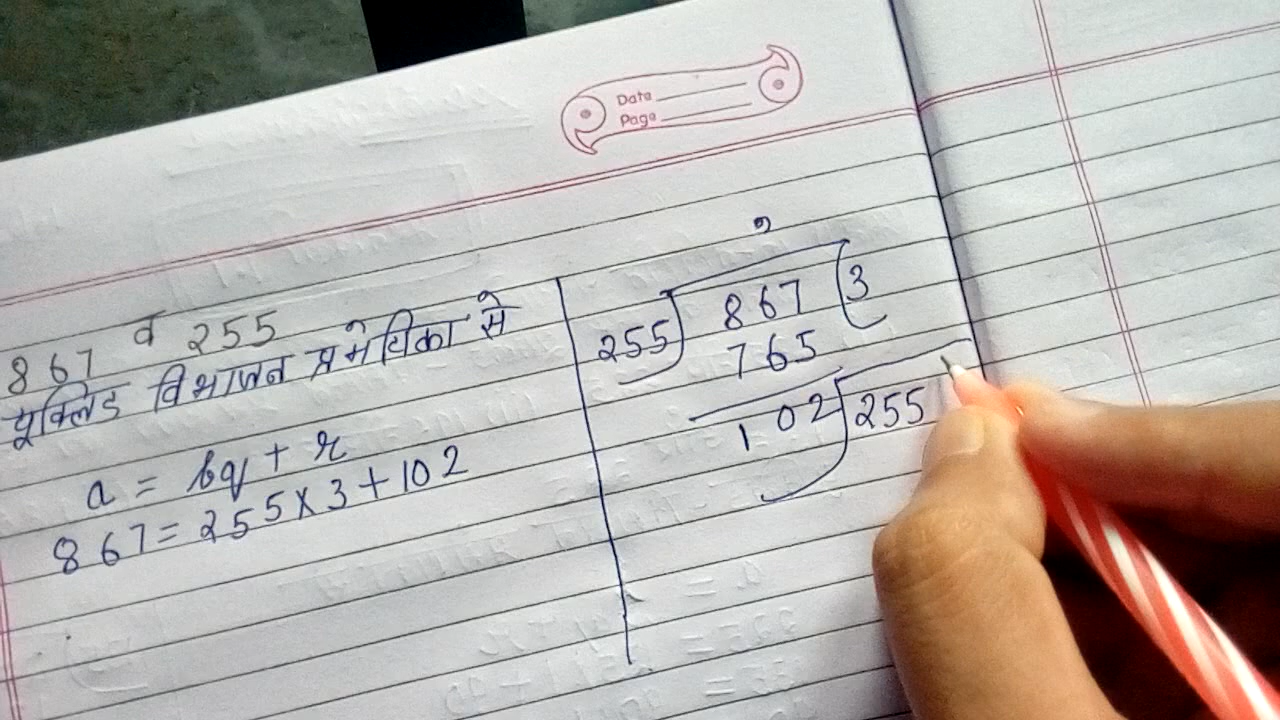 Date
Page
867 व 255
यूक्लिड विभाजन प्रमेयिका से
a = bq + r
867 = 255 x 3 + 102
255 867 3
765
102 255